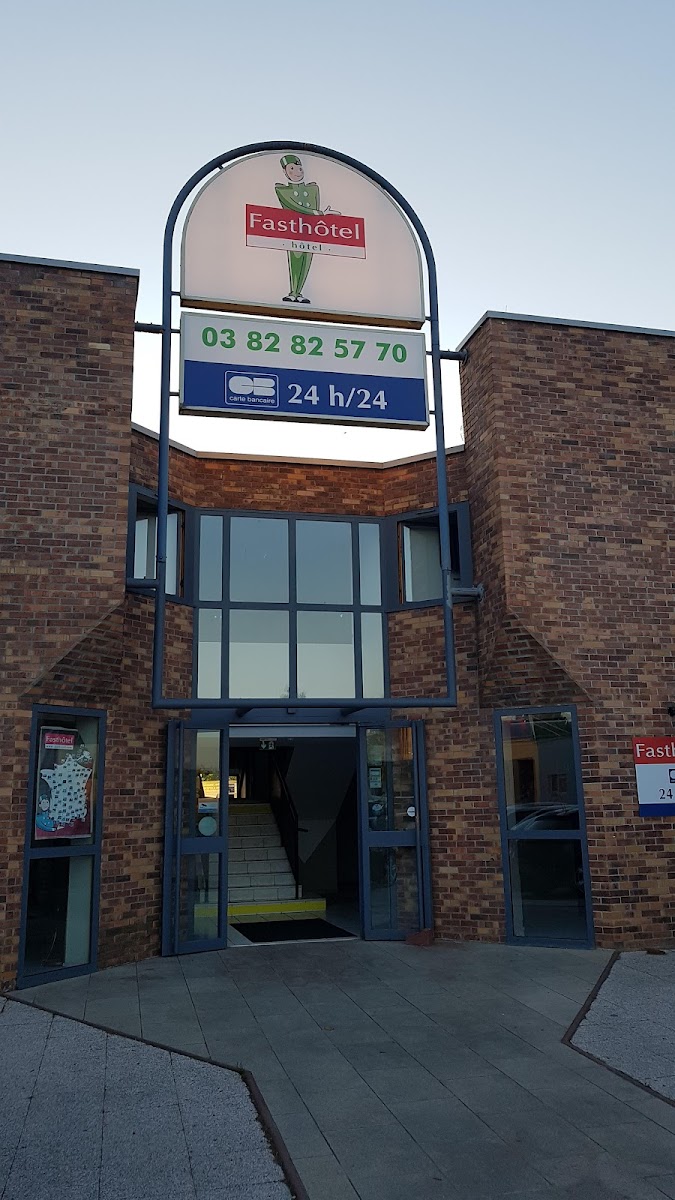 Fasthôtel
· hôtel ·
03 82 82 57 70
CB
carte bancaire
24 h/24
Fasthôtel
Fasth
24